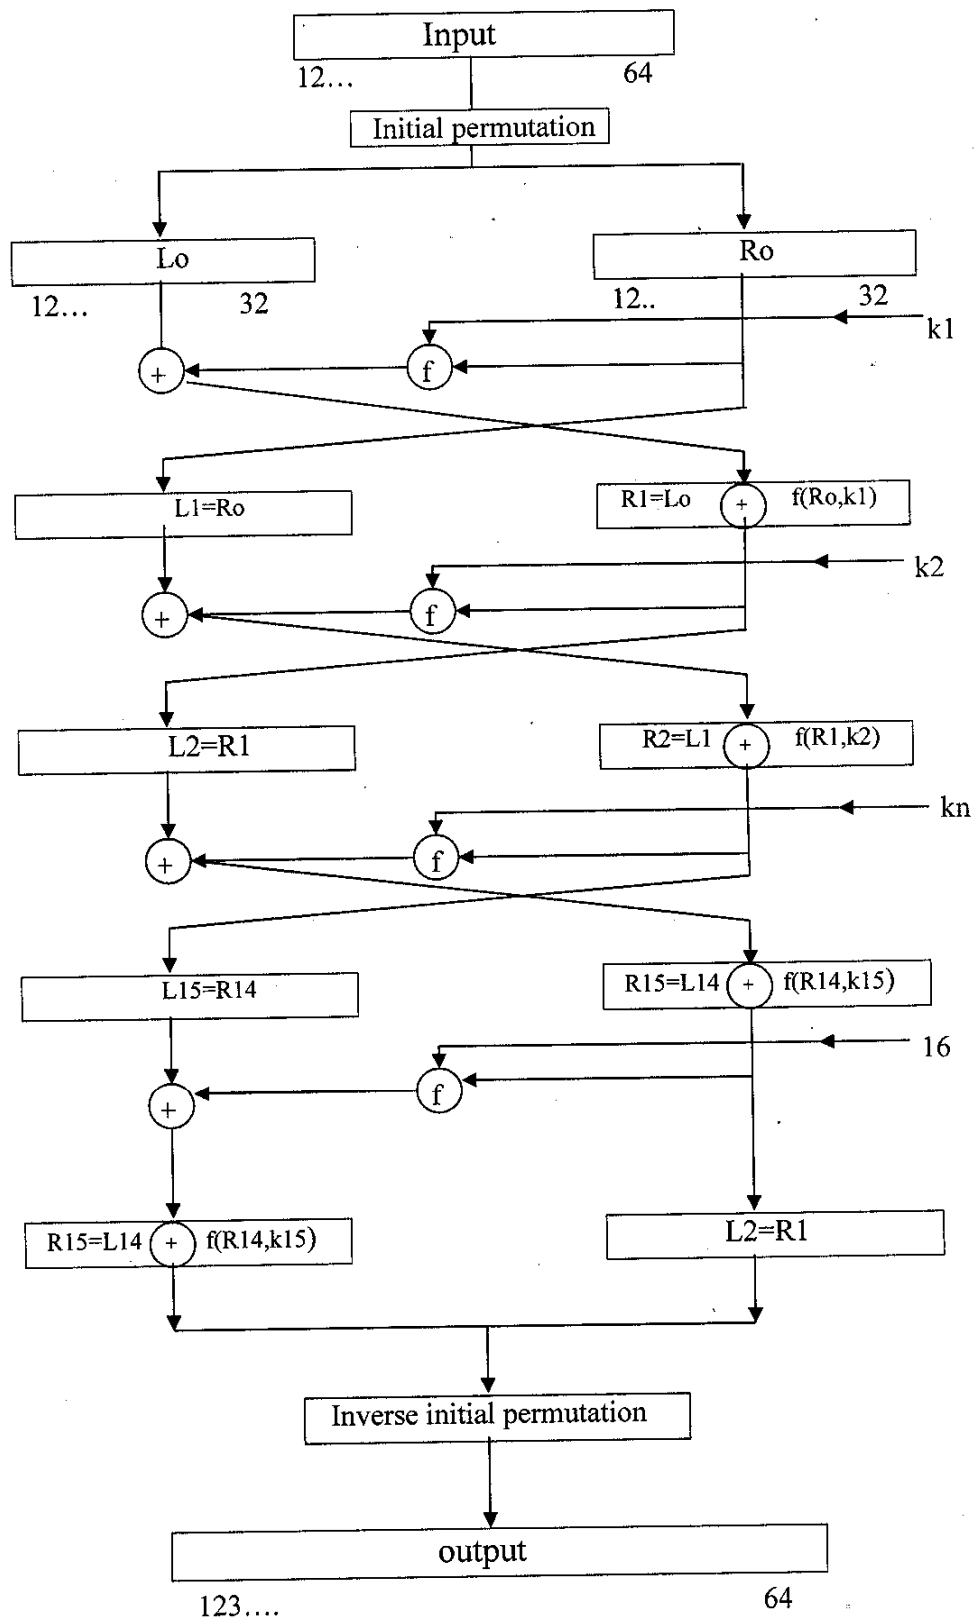 Input
12... 64
Initial permutation
Lo Ro
12... 32 12.. 32
k1
+ f
L1=Ro R1=Lo + f(Ro,k1)
k2
+ f
L2=R1 R2=L1 + f(R1,k2)
kn
+ f
L15=R14 R15=L14 + f(R14,k15)
16
+ f
R15=L14 + f(R14,k15) L2=R1
Inverse initial permutation
output
123.... 64